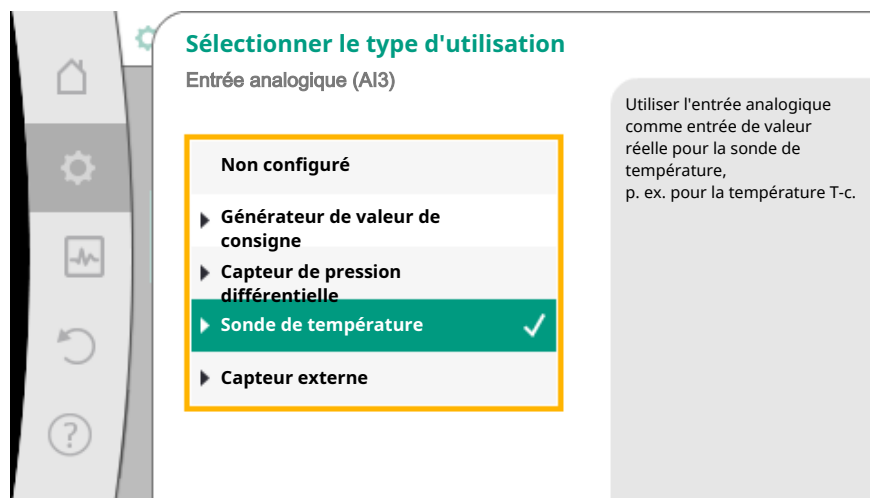 Sélectionner le type d'utilisation
Entrée analogique (AI3)
Non configuré
Générateur de valeur de
consigne
Capteur de pression
différentielle
Sonde de température
Capteur externe
Utiliser l'entrée analogique
comme entrée de valeur
réelle pour la sonde de
température,
p. ex. pour la température T-c.
?